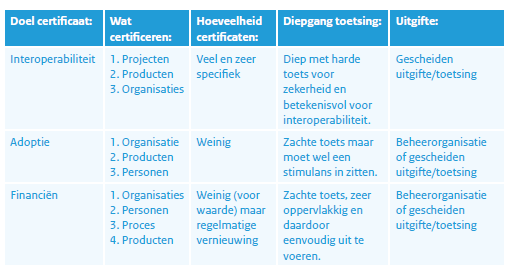 Doel certificaat: Wat certificeren: Hoeveelheid certificaten: Diepgang toetsing: Uitgifte:
Interoperabiliteit
1. Projecten
2. Producten
3. Organisaties
Veel en zeer
specifiek
Diep met harde
toets voor
zekerheid en
betekenisvol voor
interoperabiliteit.
Gescheiden
uitgifte/toetsing
Adoptie
1. Organisatie
2. Producten
3. Personen
Weinig
Zachte toets maar
moet wel een
stimulans in zitten.
Beheerorganisatie
of gescheiden
uitgifte/toetsing
Financiën
1. Organisaties
2. Personen
3. Proces
4. Producten
Weinig (voor
waarde) maar
regelmatige
vernieuwing
Zachte toets, zeer
oppervlakkig en
daardoor
eenvoudig uit te
voeren.
Beheerorganisatie
of gescheiden
uitgifte/toetsing